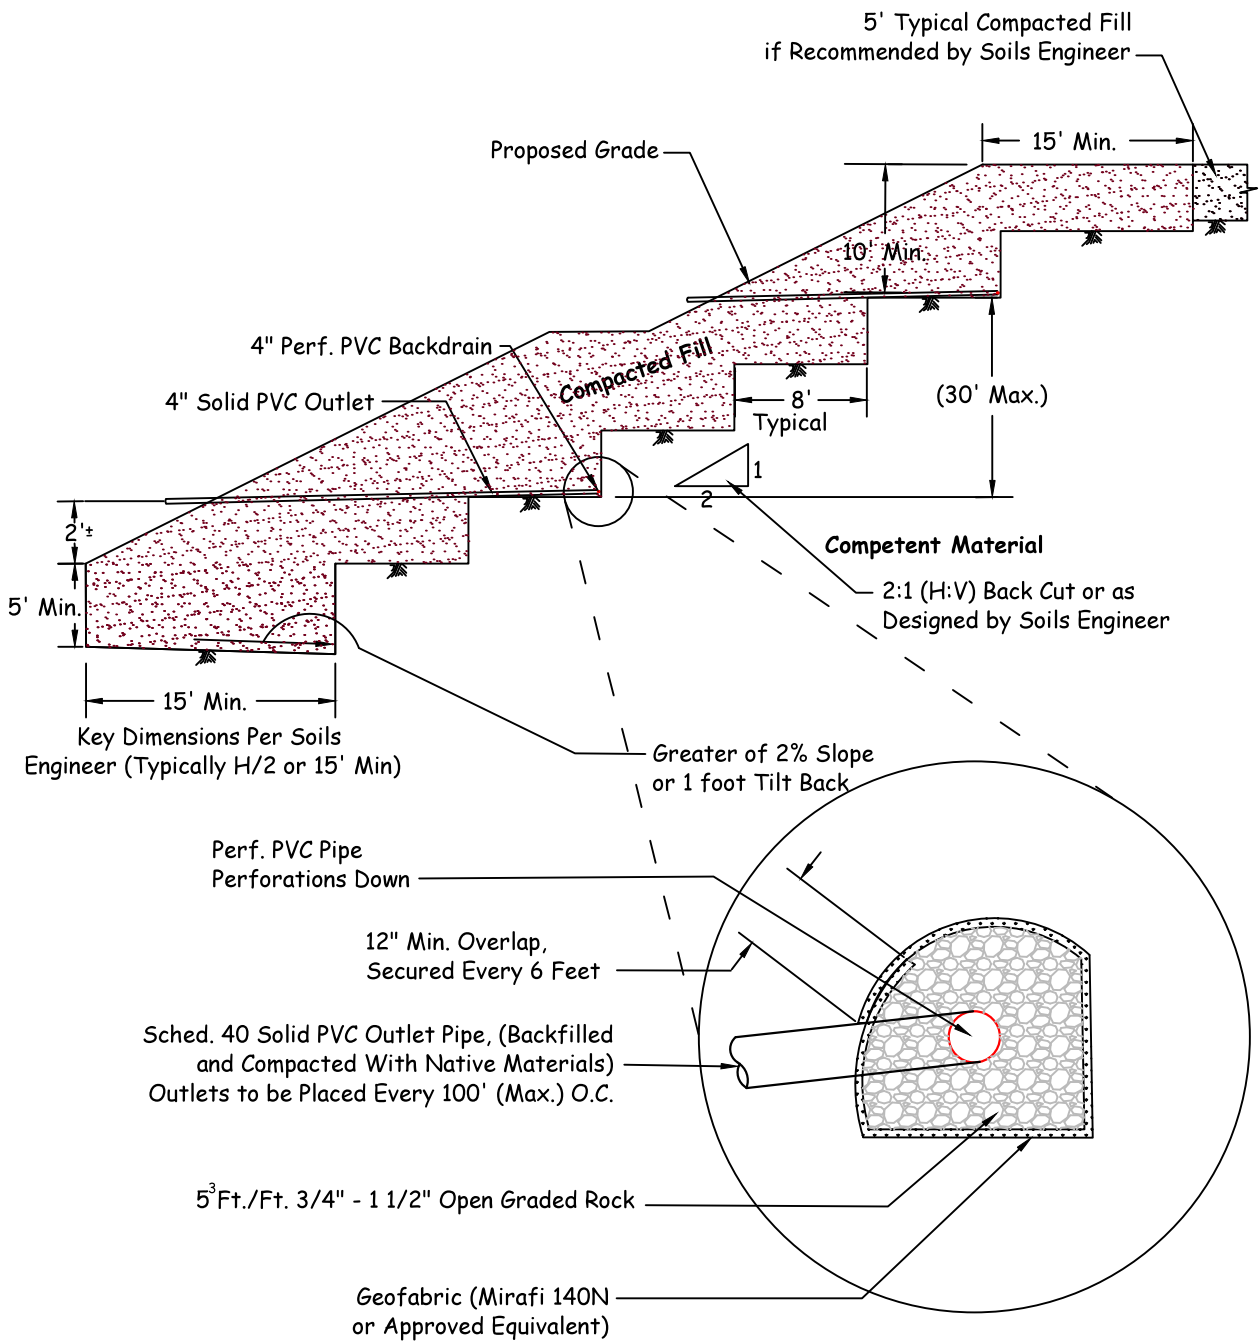 5' Typical Compacted Fill
if Recommended by Soils Engineer
15' Min.
Proposed Grade
10' Min.
4" Perf. PVC Backdrain
Compacted Fill
4" Solid PVC Outlet
8'
Typical
(30' Max.)
1
2
2'±
Competent Material
5' Min.
2:1 (H:V) Back Cut or as
Designed by Soils Engineer
15' Min.
Key Dimensions Per Soils
Engineer (Typically H/2 or 15' Min)
Greater of 2% Slope
or 1 foot Tilt Back
Perf. PVC Pipe
Perforations Down
12" Min. Overlap,
Secured Every 6 Feet
Sched. 40 Solid PVC Outlet Pipe, (Backfilled
and Compacted With Native Materials)
Outlets to be Placed Every 100' (Max.) O.C.
5³Ft./Ft. 3/4" - 1 1/2" Open Graded Rock
Geofabric (Mirafi 140N
or Approved Equivalent)